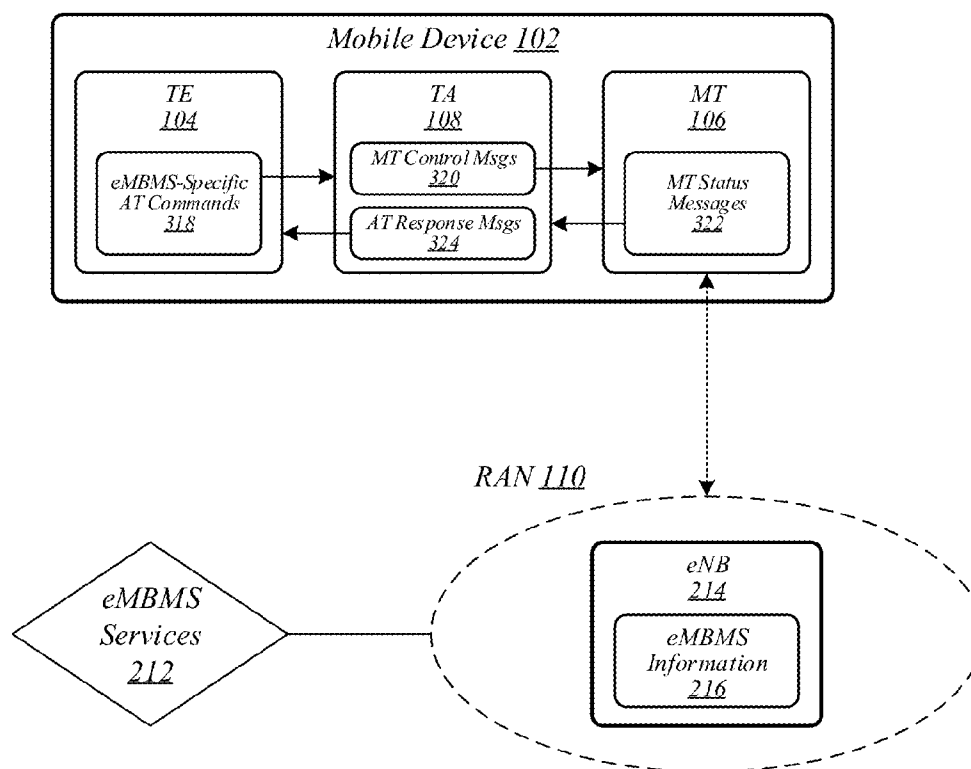 Mobile Device 102
TE
104
eMBMS-Specific
AT Commands
318
TA
108
MT Control Msgs
320
AT Response Msgs
324
MT
106
MT Status
Messages
322
RAN 110
eMBMS
Services
212
eNB
214
eMBMS
Information
216